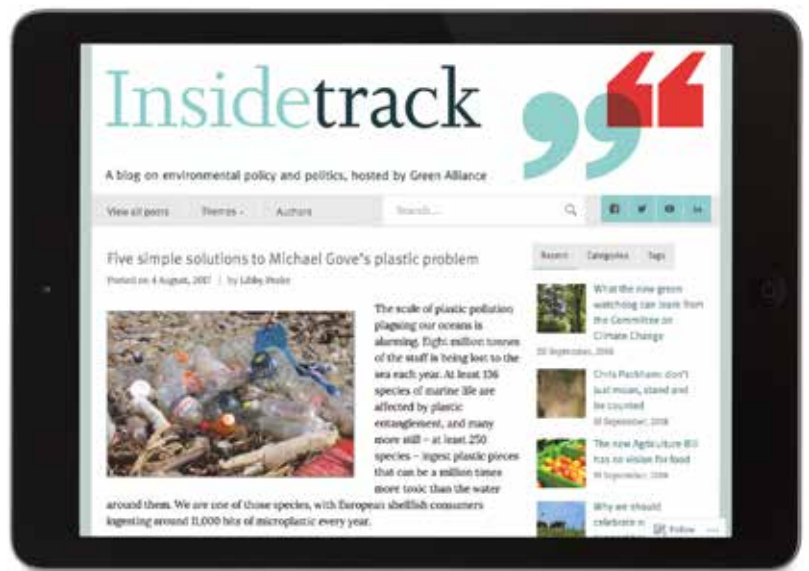 Insidetrack
A blog on environmental policy and politics, hosted by Green Alliance
View all posts Themes Authors Search...
Five simple solutions to Michael Gove's plastic problem
Posted on 4 August, 2017 | by Libby Peake
The scale of plastic pollution
plaguing our oceans is
alarming. Eight million tonnes
of the stuff is being lost to the
sea each year. At least 136
species of marine life are
affected by plastic
entanglement, and many
more still – at least 250
species – ingest plastic pieces
that can be a million times
more toxic than the water
around them. We are one of those species, with European shellfish consumers
ingesting around 11,000 bits of microplastic every year.
Recent Categories Tags
What the new green
watchdog can learn from
the Committee on
Climate Change
September, 2018
Chris Packham: don't
just moan, stand and
be counted
September, 2018
The new Agriculture Bill
has no vision for food
September, 2018
Why we should
celebrate
Follow